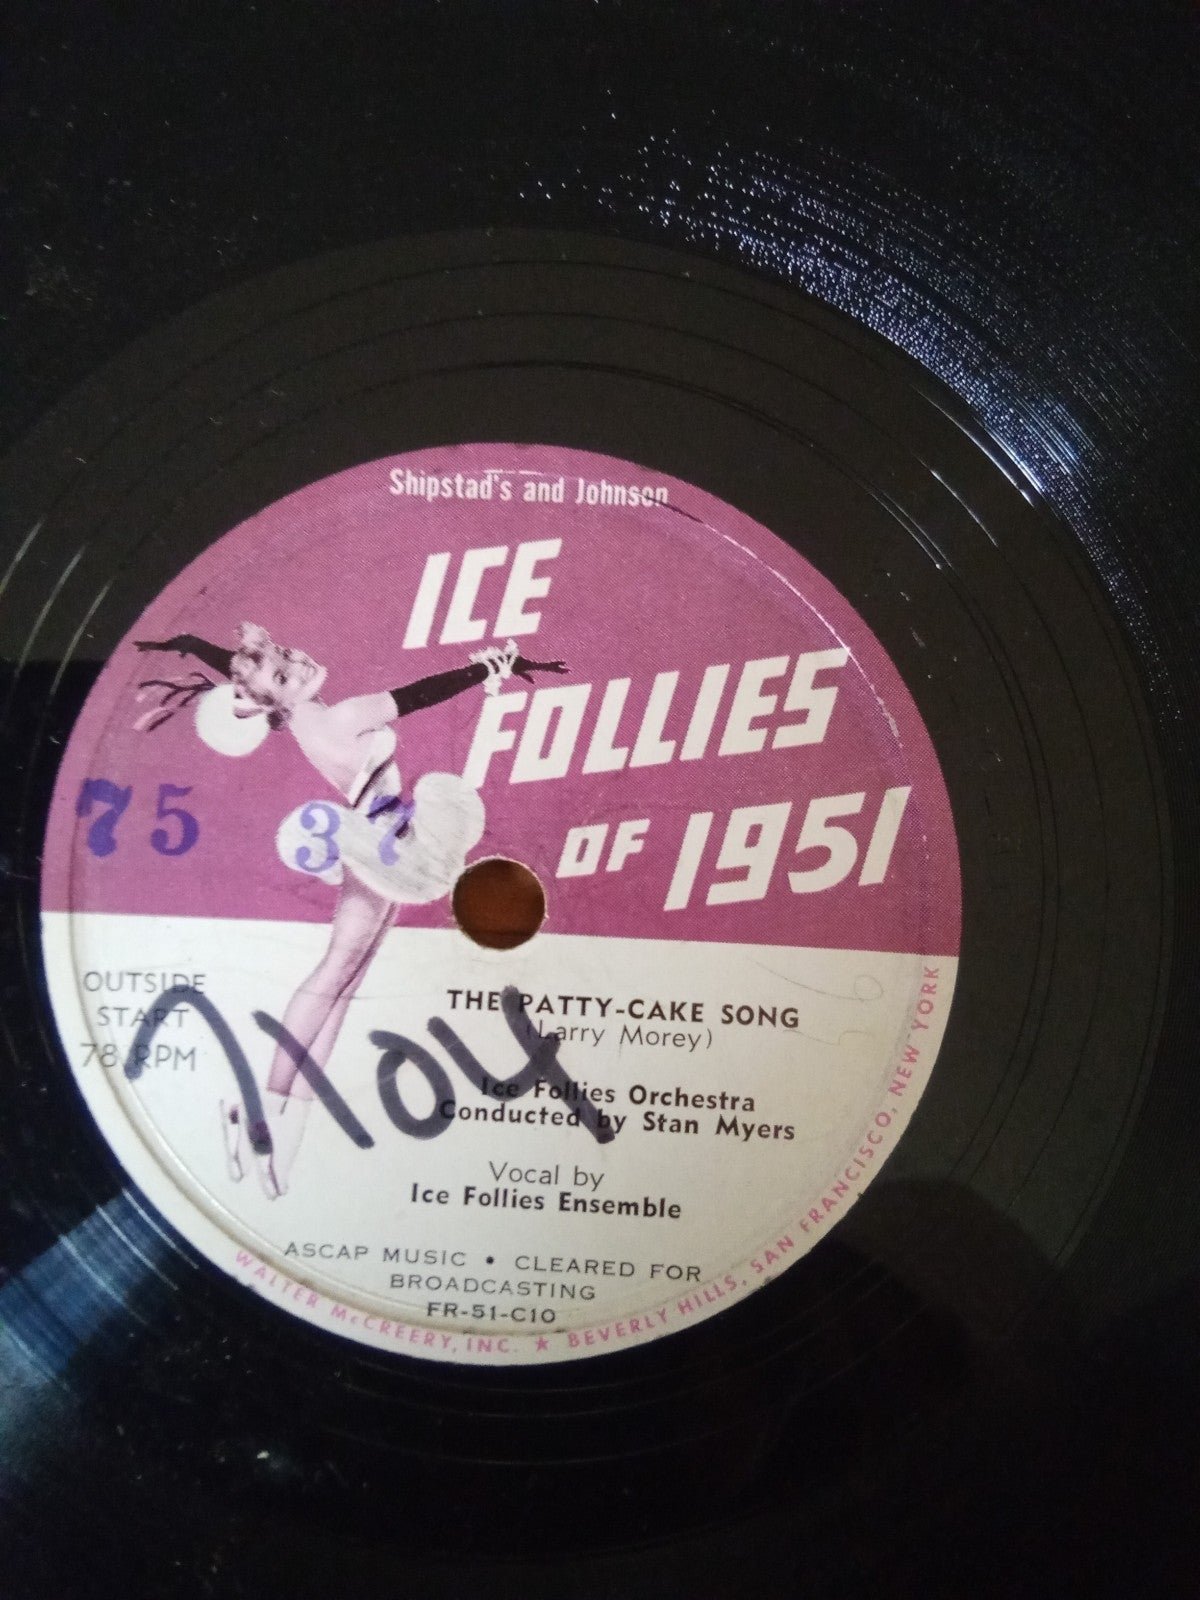 Shipstad's and Johnson
ICE
FOLLIES
OF 1951
75 37
OUTSIDE
START
78 RPM
THE PATTY-CAKE SONG
(Larry Morey)
Ice Follies Orchestra
Conducted by Stan Myers
Vocal by
Ice Follies Ensemble
ASCAP MUSIC • CLEARED FOR
BROADCASTING
FR-51-C10
WALTER McCREERY, INC. ★ BEVERLY HILLS, SAN FRANCISCO, NEW YORK